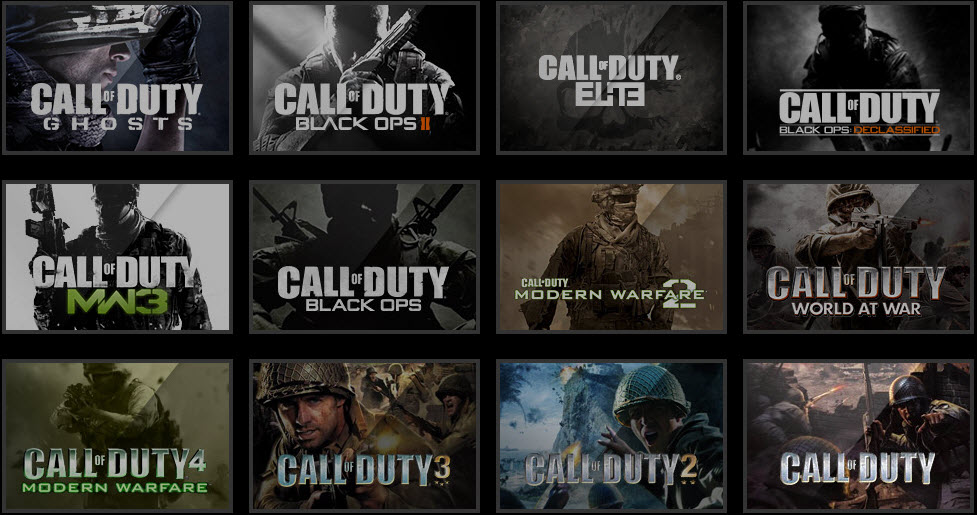 CALL OF DUTY
GHOSTS
CALL OF DUTY
BLACK OPS II
CALL OF DUTY®
ELITE
CALL OF DUTY
BLACK OPS: DECLASSIFIED
CALL OF DUTY
MW3
CALL OF DUTY
BLACK OPS
CALL OF DUTY
MODERN WARFARE 2
CALL OF DUTY
WORLD AT WAR
CALL OF DUTY 4
MODERN WARFARE
CALL OF DUTY 3
CALL OF DUTY 2
CALL OF DUTY